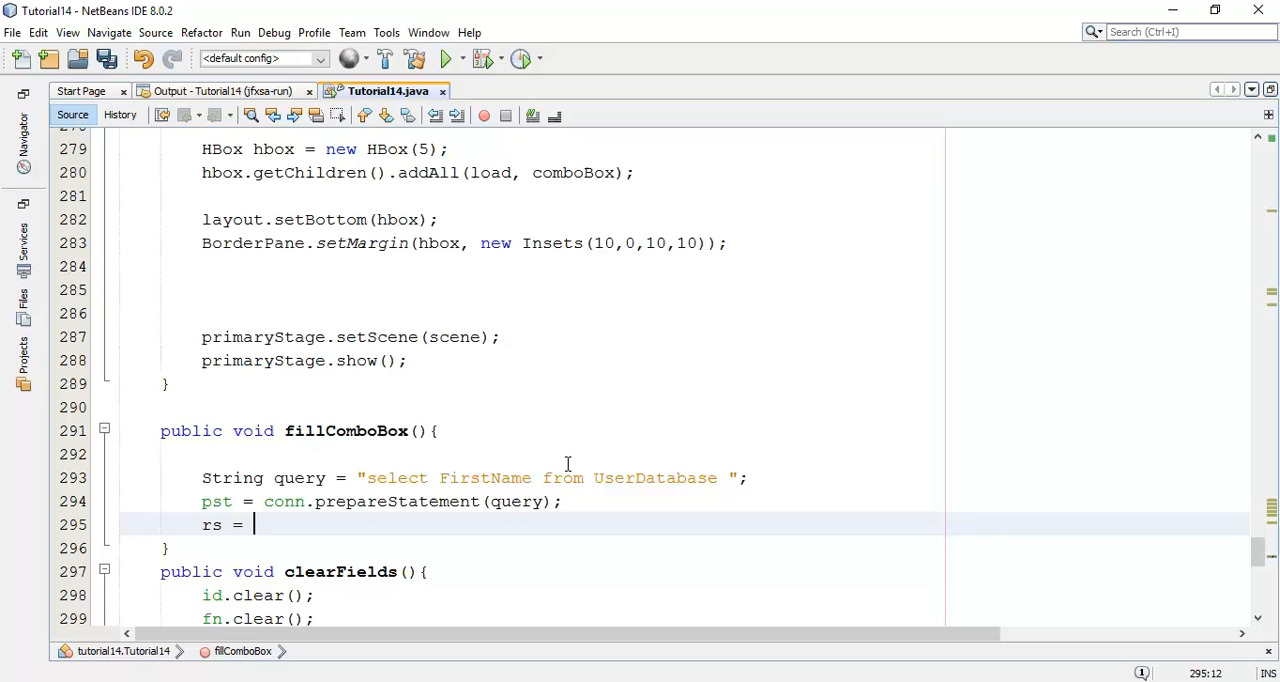 Tutorial14 - NetBeans IDE 8.0.2
File Edit View Navigate Source Refactor Run Debug Profile Team Tools Window Help
Search (Ctrl+I)
<default config>
Start Page x Output - Tutorial14 (jfxsa-run) x Tutorial14.java x
Source History
279 HBox hbox = new HBox(5);
280 hbox.getChildren().addAll(load, comboBox);
281
282 layout.setBottom(hbox);
283 BorderPane.setMargin(hbox, new Insets(10,0,10,10));
284
285
286
287 primaryStage.setScene(scene);
288 primaryStage.show();
289 }
290
291 public void fillComboBox(){
292
293 String query = "select FirstName from UserDatabase ";
294 pst = conn.prepareStatement(query);
295 rs =
296 }
297 public void clearFields(){
298 id.clear();
299 fn.clear();
Navigator
Services
Files
Projects
tutorial14.Tutorial14 fillComboBox
295:12 INS